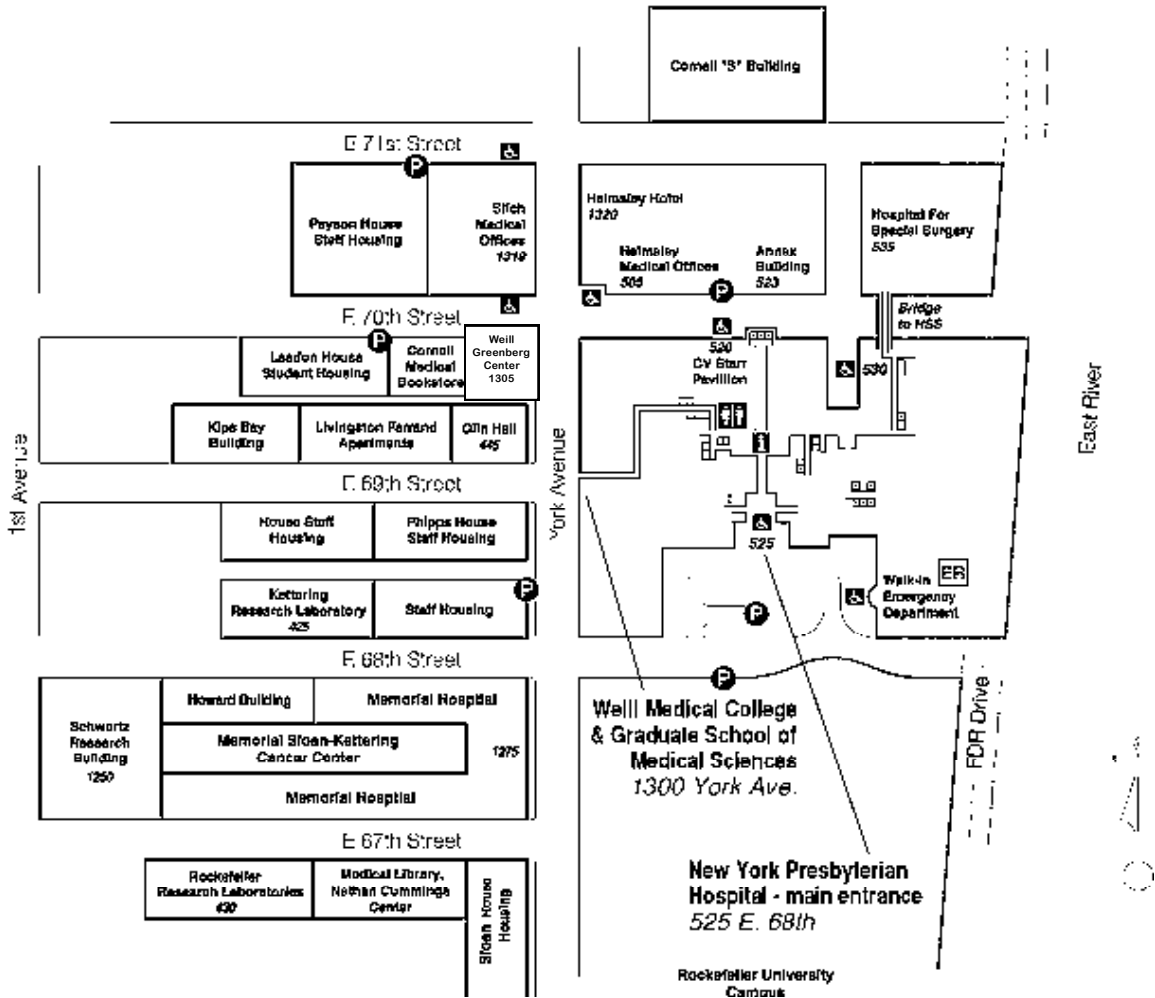 Cornell "S" Building
E 71st Street
P
Payson House
Staff Housing
Stich
Medical
Offices
1319
Helmsley Hotel
1320
Helmsley
Medical Offices
505
Annex
Building
523
Hospital For
Special Surgery
535
P
Bridge
to HSS
E 70th Street
P
Lasdon House
Student Housing
Cornell
Medical
Bookstore
Weill
Greenberg
Center
1305
520
CV Starr
Pavillion
530
Kips Bay
Building
Livingston Farrand
Apartments
Olin Hall
445
1st Avenue
York Avenue
East River
E 69th Street
House Staff
Housing
Phipps House
Staff Housing
525
Kettering
Research Laboratory
425
Staff Housing
P
P
ER
Walk-in
Emergency
Department
E 68th Street
P
Howard Building
Memorial Hospital
Schwartz
Research
Building
1250
Memorial Sloan-Kettering
Cancer Center
1275
Memorial Hospital
Weill Medical College
& Graduate School of
Medical Sciences
1300 York Ave.
FDR Drive
E 67th Street
Rockefeller
Research Laboratories
430
Medical Library,
Nathan Cummings
Center
Sloan House
Housing
New York Presbyterian
Hospital - main entrance
525 E. 68th
Rockefeller University
Campus